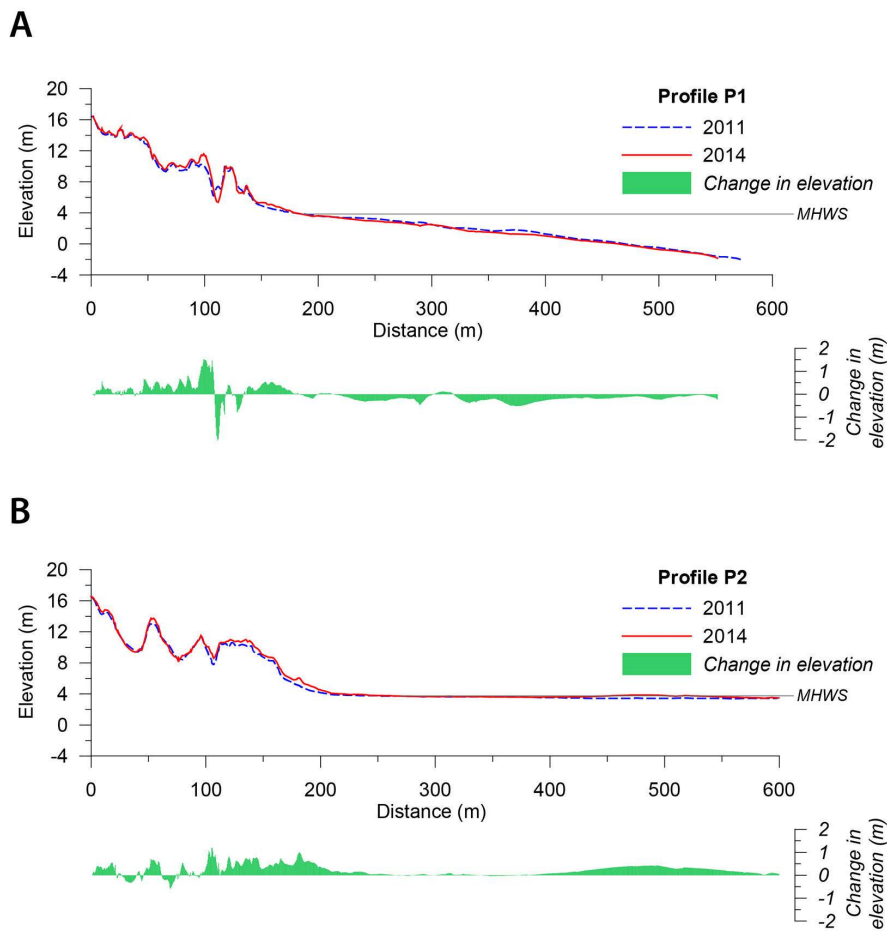 A
20
16
12
8
4
0
-4
Elevation (m)
Profile P1
2011
2014
Change in elevation
MHWS
0 100 200 300 400 500 600
Distance (m)
2
1
0
-1
-2
Change in
elevation (m)
B
20
16
12
8
4
0
-4
Elevation (m)
Profile P2
2011
2014
Change in elevation
MHWS
0 100 200 300 400 500 600
Distance (m)
2
1
0
-1
-2
Change in
elevation (m)